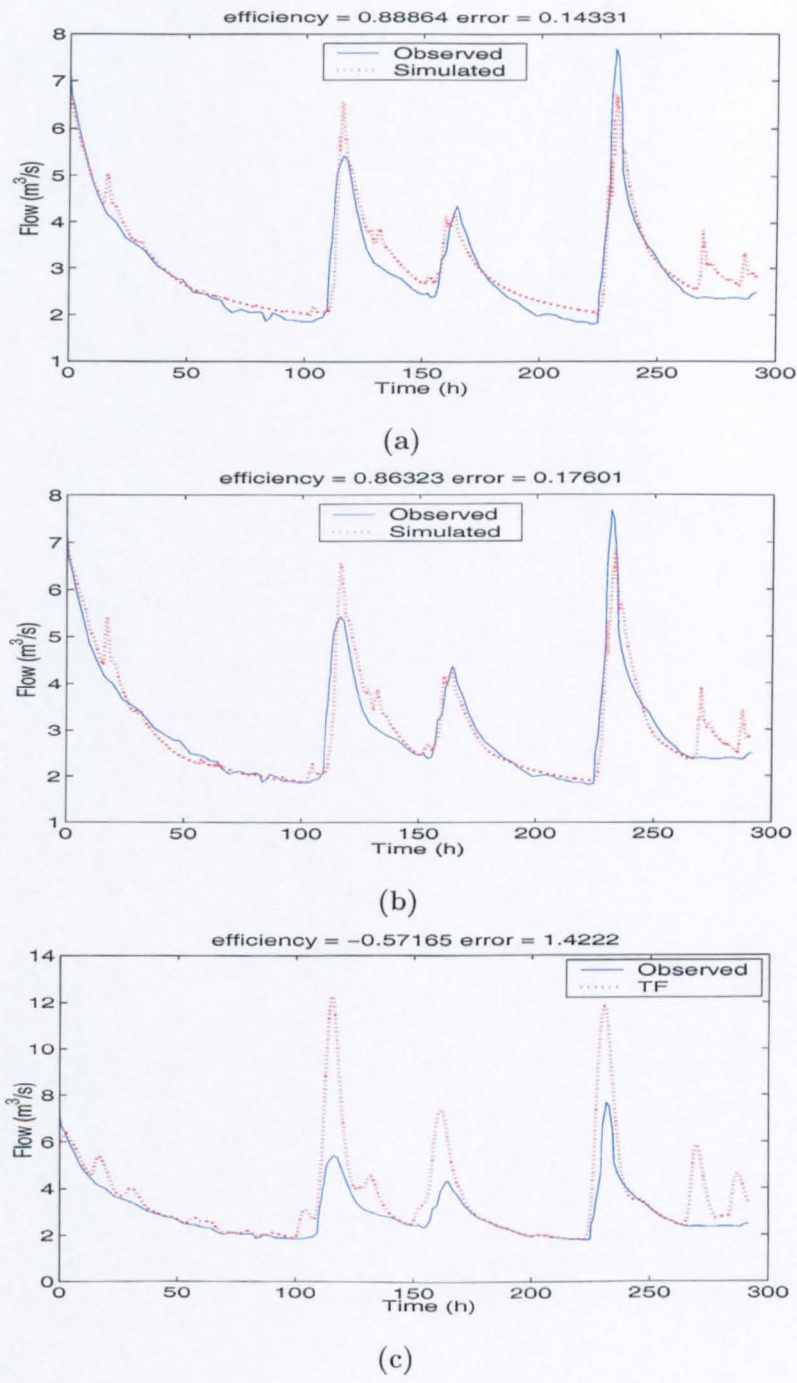 efficiency = 0.88864 error = 0.14331
Observed
Simulated
8
7
6
5
4
3
2
1
Flow (m³/s)
0 50 100 150 200 250 300
Time (h)
(a)
efficiency = 0.86323 error = 0.17601
Observed
Simulated
8
7
6
5
4
3
2
1
Flow (m³/s)
0 50 100 150 200 250 300
Time (h)
(b)
efficiency = −0.57165 error = 1.4222
Observed
TF
14
12
10
8
6
4
2
0
Flow (m³/s)
0 50 100 150 200 250 300
Time (h)
(c)